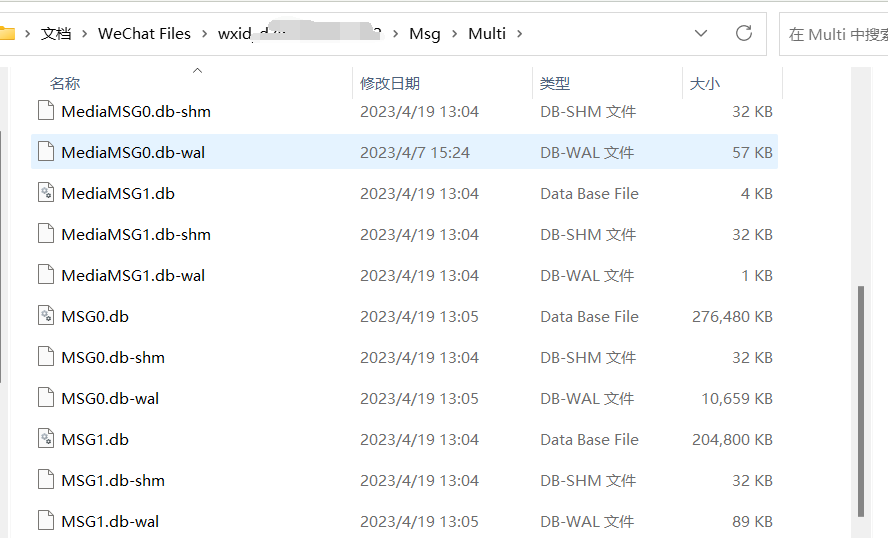 文档 > WeChat Files > wxid > Msg > Multi >
在 Multi 中搜索
名称 修改日期 类型 大小
MediaMSG0.db-shm 2023/4/19 13:04 DB-SHM 文件 32 KB
MediaMSG0.db-wal 2023/4/7 15:24 DB-WAL 文件 57 KB
MediaMSG1.db 2023/4/19 13:04 Data Base File 4 KB
MediaMSG1.db-shm 2023/4/19 13:04 DB-SHM 文件 32 KB
MediaMSG1.db-wal 2023/4/19 13:04 DB-WAL 文件 1 KB
MSG0.db 2023/4/19 13:05 Data Base File 276,480 KB
MSG0.db-shm 2023/4/19 13:04 DB-SHM 文件 32 KB
MSG0.db-wal 2023/4/19 13:05 DB-WAL 文件 10,659 KB
MSG1.db 2023/4/19 13:04 Data Base File 204,800 KB
MSG1.db-shm 2023/4/19 13:04 DB-SHM 文件 32 KB
MSG1.db-wal 2023/4/19 13:05 DB-WAL 文件 89 KB